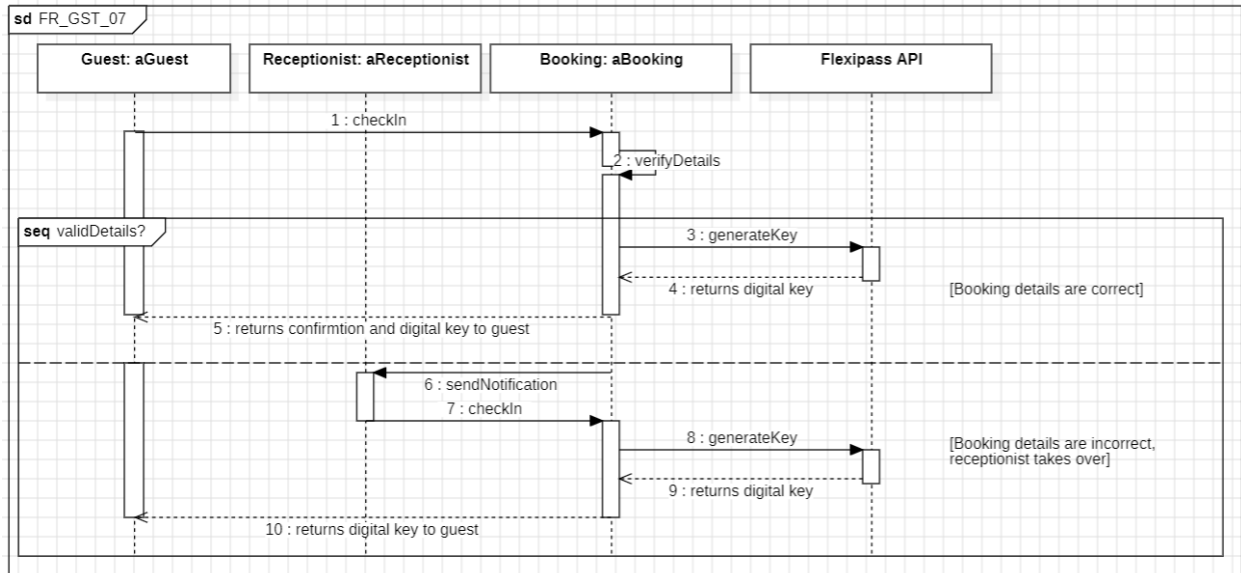 sd FR_GST_07
Guest: aGuest
Receptionist: aReceptionist
Booking: aBooking
Flexipass API
1 : checkIn
2 : verifyDetails
seq validDetails?
3 : generateKey
4 : returns digital key
[Booking details are correct]
5 : returns confirmtion and digital key to guest
6 : sendNotification
7 : checkIn
8 : generateKey
[Booking details are incorrect,
receptionist takes over]
9 : returns digital key
10 : returns digital key to guest